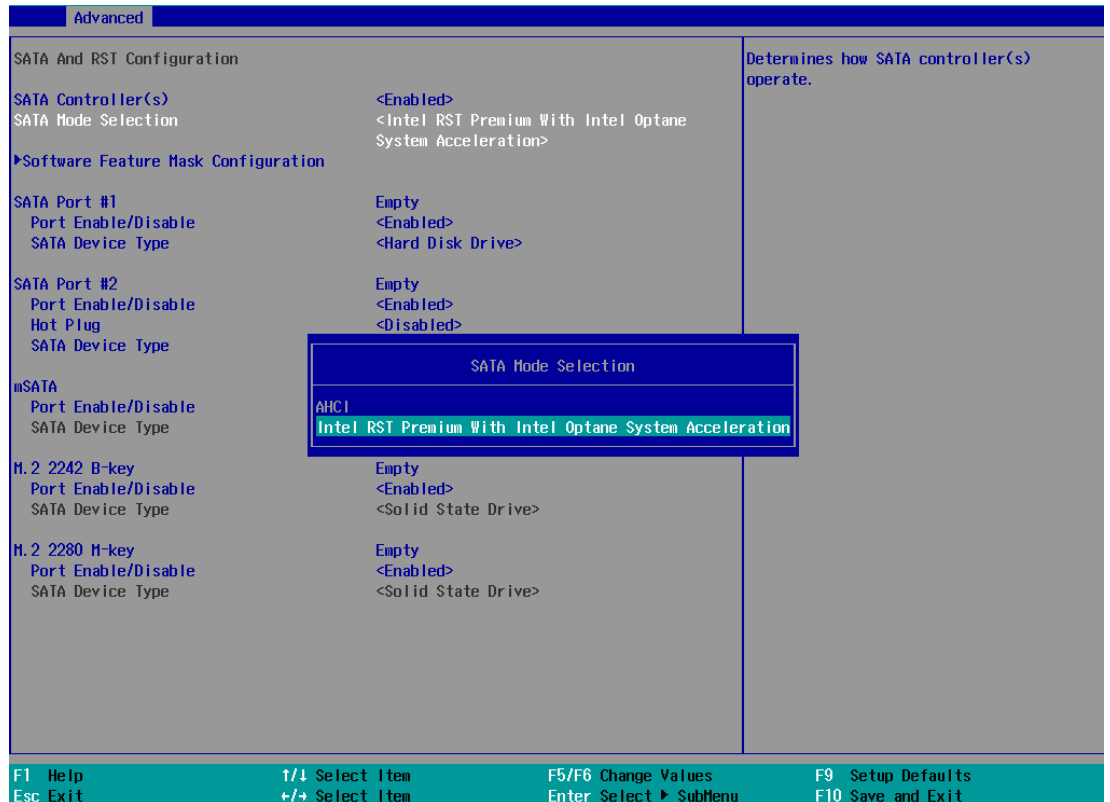 Advanced
SATA And RST Configuration
Determines how SATA controller(s)
operate.
SATA Controller(s) <Enabled>
SATA Mode Selection <Intel RST Premium With Intel Optane
System Acceleration>
▶Software Feature Mask Configuration
SATA Port #1 Empty
Port Enable/Disable <Enabled>
SATA Device Type <Hard Disk Drive>
SATA Port #2 Empty
Port Enable/Disable <Enabled>
Hot Plug <Disabled>
SATA Device Type
mSATA
Port Enable/Disable
SATA Device Type
SATA Mode Selection
AHCI
Intel RST Premium With Intel Optane System Acceleration
M.2 2242 B-key Empty
Port Enable/Disable <Enabled>
SATA Device Type <Solid State Drive>
M.2 2280 M-key Empty
Port Enable/Disable <Enabled>
SATA Device Type <Solid State Drive>
F1 Help ↑/↓ Select Item F5/F6 Change Values F9 Setup Defaults
Esc Exit ←/→ Select Item Enter Select ▶ SubMenu F10 Save and Exit